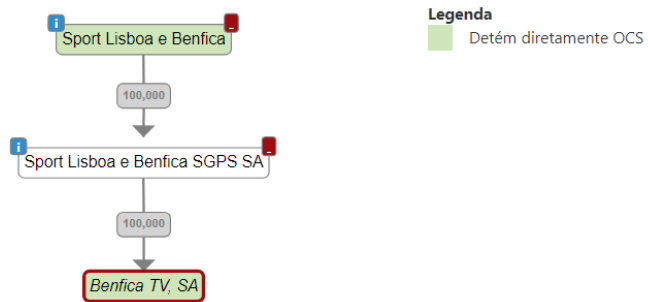 i
Sport Lisboa e Benfica
100,000
i
Sport Lisboa e Benfica SGPS SA
100,000
Benfica TV, SA
Legenda
Detém diretamente OCS